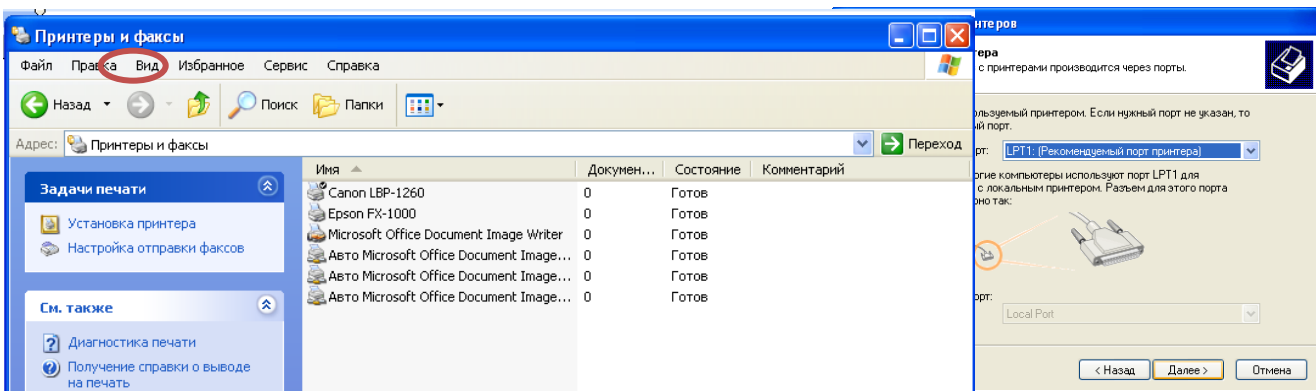 Принтеры и факсы
Файл Правка Вид Избранное Сервис Справка
Назад Поиск Папки
Адрес: Принтеры и факсы Переход
Задачи печати
Установка принтера
Настройка отправки факсов
См. также
Диагностика печати
Получение справки о выводе
на печать
Имя Докумен... Состояние Комментарий
Canon LBP-1260 0 Готов
Epson FX-1000 0 Готов
Microsoft Office Document Image Writer 0 Готов
Авто Microsoft Office Document Image... 0 Готов
Авто Microsoft Office Document Image... 0 Готов
Авто Microsoft Office Document Image... 0 Готов
нтеров
тера
с принтерами производится через порты.
ользуемый принтером. Если нужный порт не указан, то
ый порт.
рт: LPT1: (Рекомендуемый порт принтера)
огие компьютеры используют порт LPT1 для
с локальным принтером. Разъем для этого порта
оно так:
орт:
Local Port
< Назад Далее > Отмена